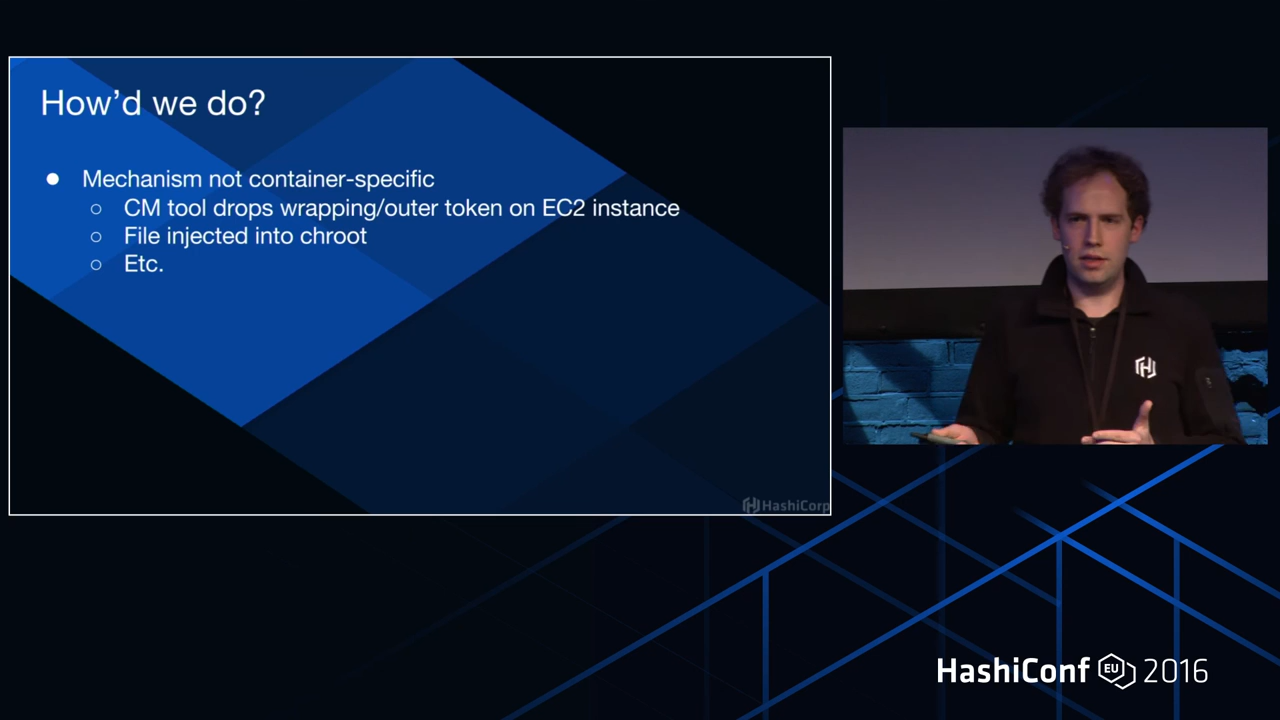 How'd we do?
● Mechanism not container-specific
○ CM tool drops wrapping/outer token on EC2 instance
○ File injected into chroot
○ Etc.
HashiCorp
HashiConf EU 2016